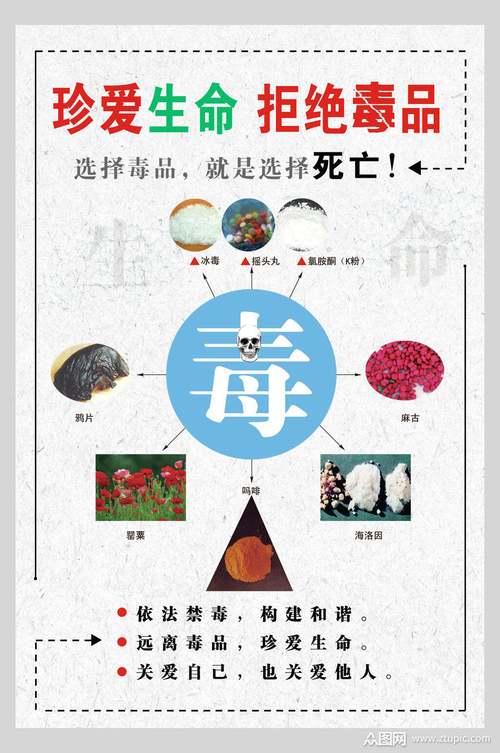 珍爱生命 拒绝毒品
选择毒品，就是选择死亡！
生 命
▲冰毒 ▲摇头丸 ▲氯胺酮（K粉）
毒
鸦片 麻古
吗啡
罂粟 海洛因
依法禁毒，构建和谐。
远离毒品，珍爱生命。
关爱自己，也关爱他人。
众图网
www.ztupic.com